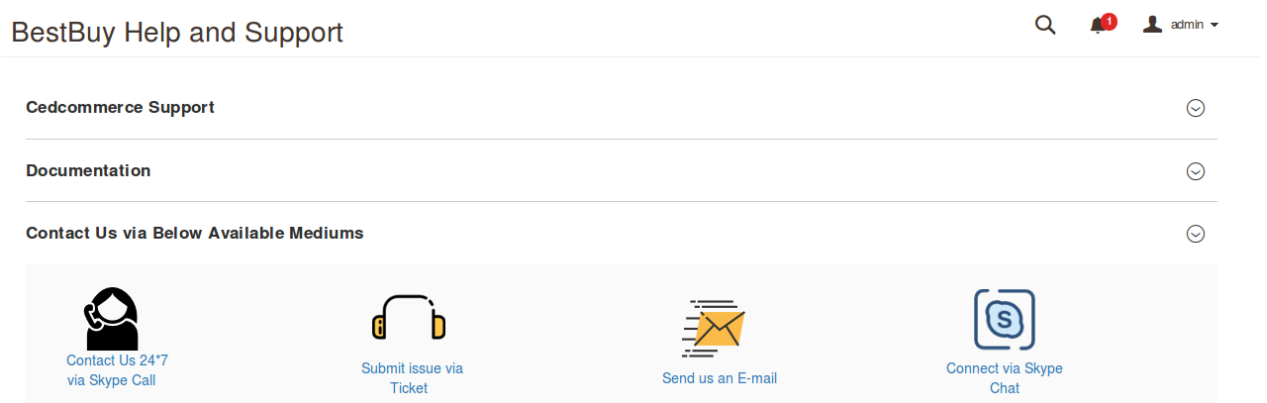 BestBuy Help and Support
1
admin
Cedcommerce Support
Documentation
Contact Us via Below Available Mediums
Contact Us 24*7
via Skype Call
Submit issue via
Ticket
Send us an E-mail
S
Connect via Skype
Chat